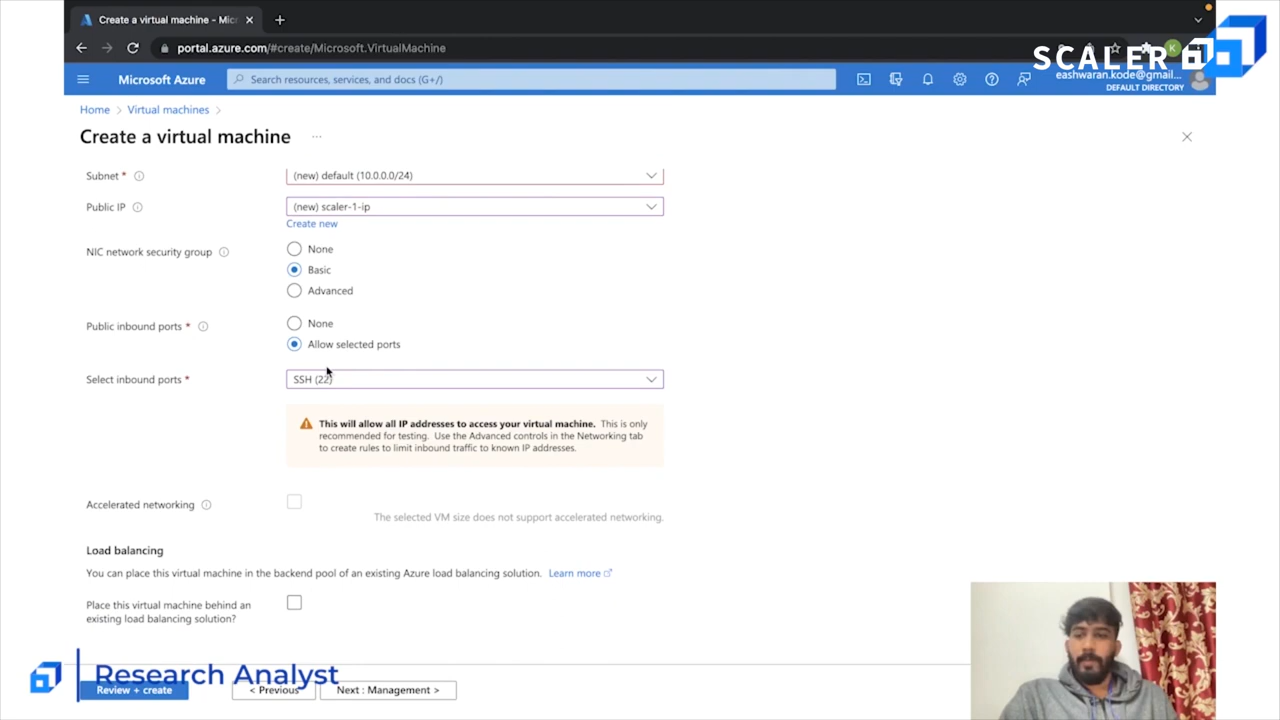 Create a virtual machine - Micr
portal.azure.com/#create/Microsoft.VirtualMachine
K
SCALER
Microsoft Azure
Search resources, services, and docs (G+/)
eashwaran.kode@gmail...
DEFAULT DIRECTORY
Home > Virtual machines >
Create a virtual machine ...
Subnet * (new) default (10.0.0.0/24)
Public IP (new) scaler-1-ip
Create new
NIC network security group None
Basic
Advanced
Public inbound ports * None
Allow selected ports
Select inbound ports * SSH (22)
This will allow all IP addresses to access your virtual machine. This is only
recommended for testing. Use the Advanced controls in the Networking tab
to create rules to limit inbound traffic to known IP addresses.
Accelerated networking
The selected VM size does not support accelerated networking.
Load balancing
You can place this virtual machine in the backend pool of an existing Azure load balancing solution. Learn more
Place this virtual machine behind an
existing load balancing solution?
Research Analyst
Review + create < Previous Next : Management >